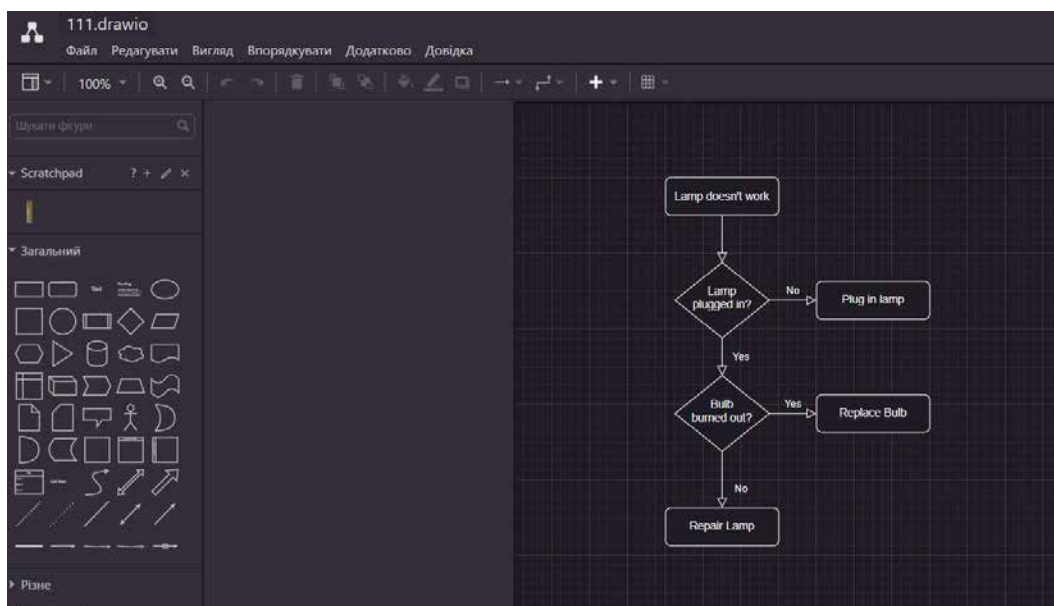 111.drawio
Файл Редагувати Вигляд Впорядкувати Додатково Довідка
100%
Шукати фігури
Scratchpad ? +
Загальний
Text
Різне
Lamp doesn't work
Lamp
plugged in?
No
Plug in lamp
Yes
Bulb
burned out?
Yes
Replace Bulb
No
Repair Lamp